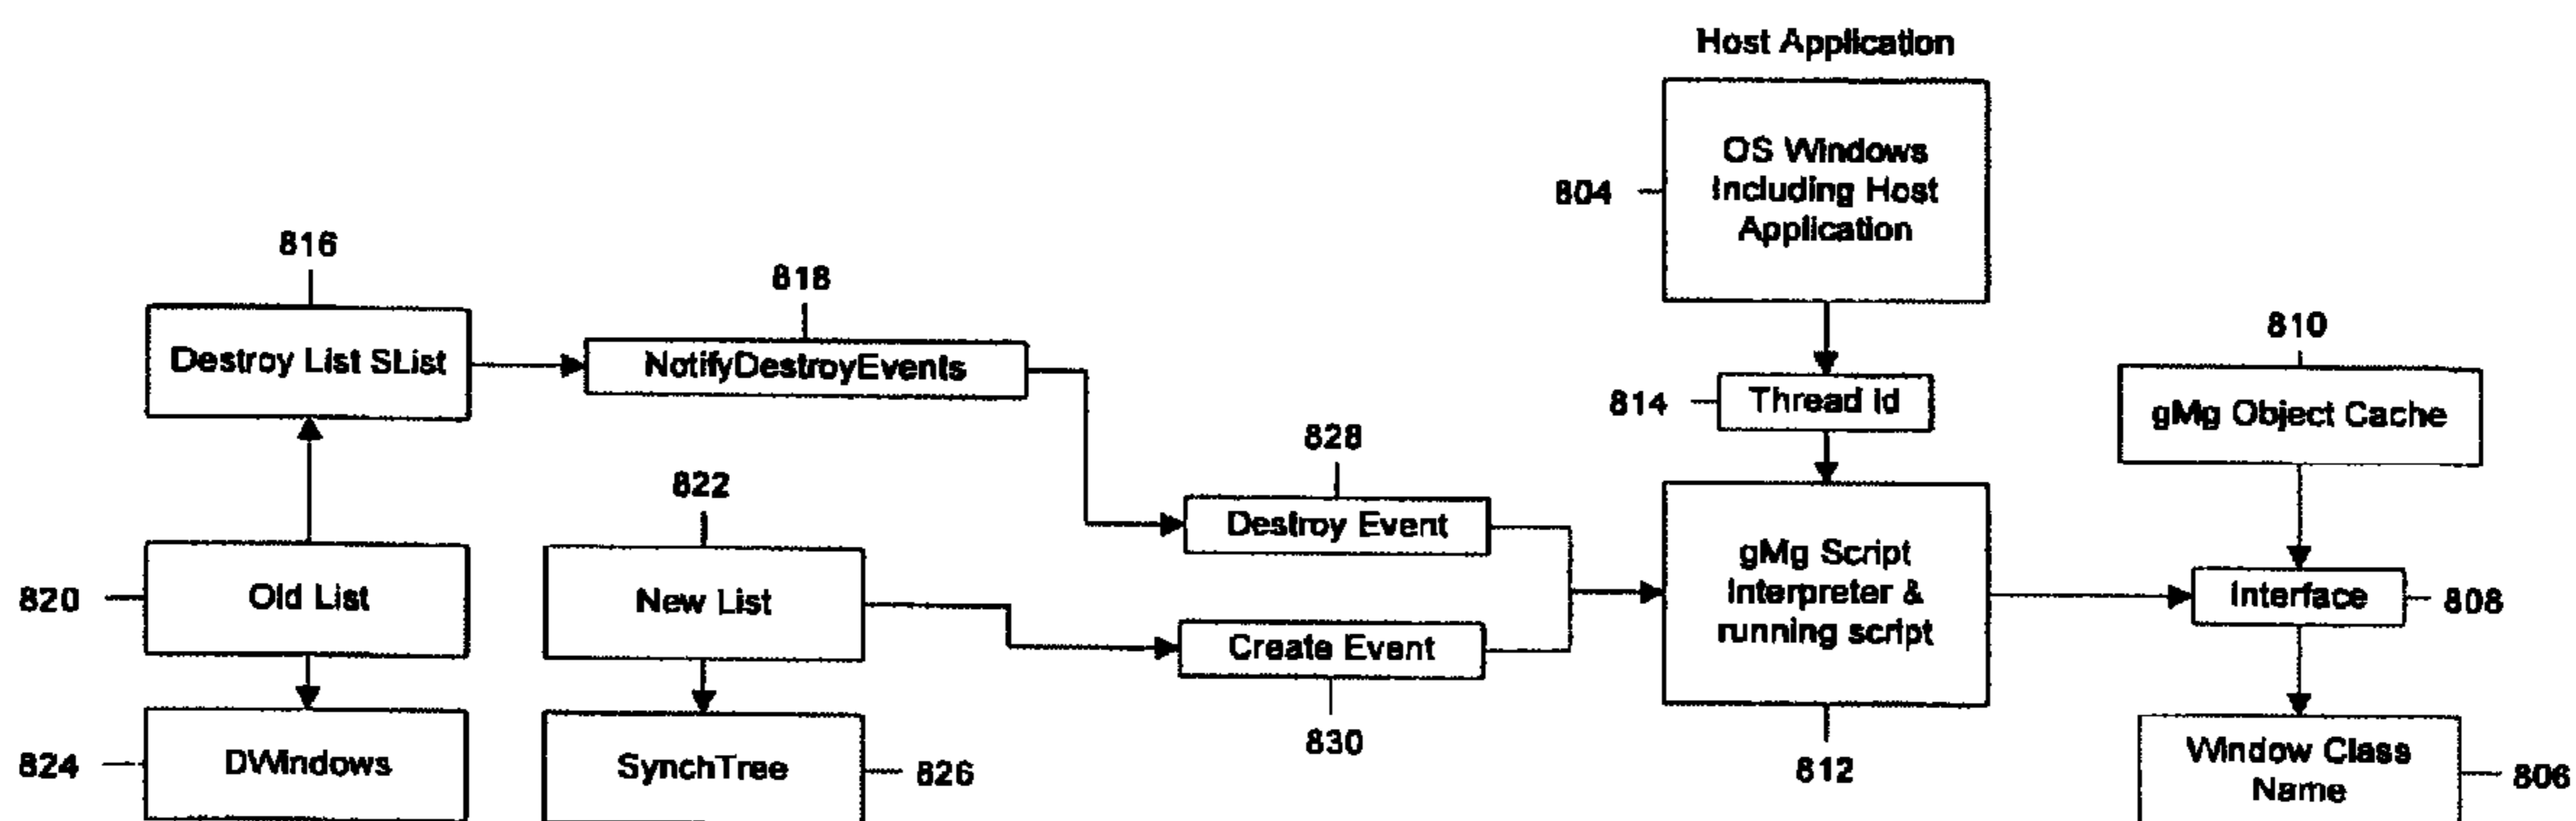 Host Application
OS Windows
Including Host
Application
804
816
818
810
Destroy List SList
NotifyDestroyEvents
814
Thread Id
gMg Object Cache
828
822
Destroy Event
820
Old List
New List
gMg Script
Interpreter &
running script
Interface
808
Create Event
830
812
824
DWindows
SynchTree
826
Window Class
Name
806